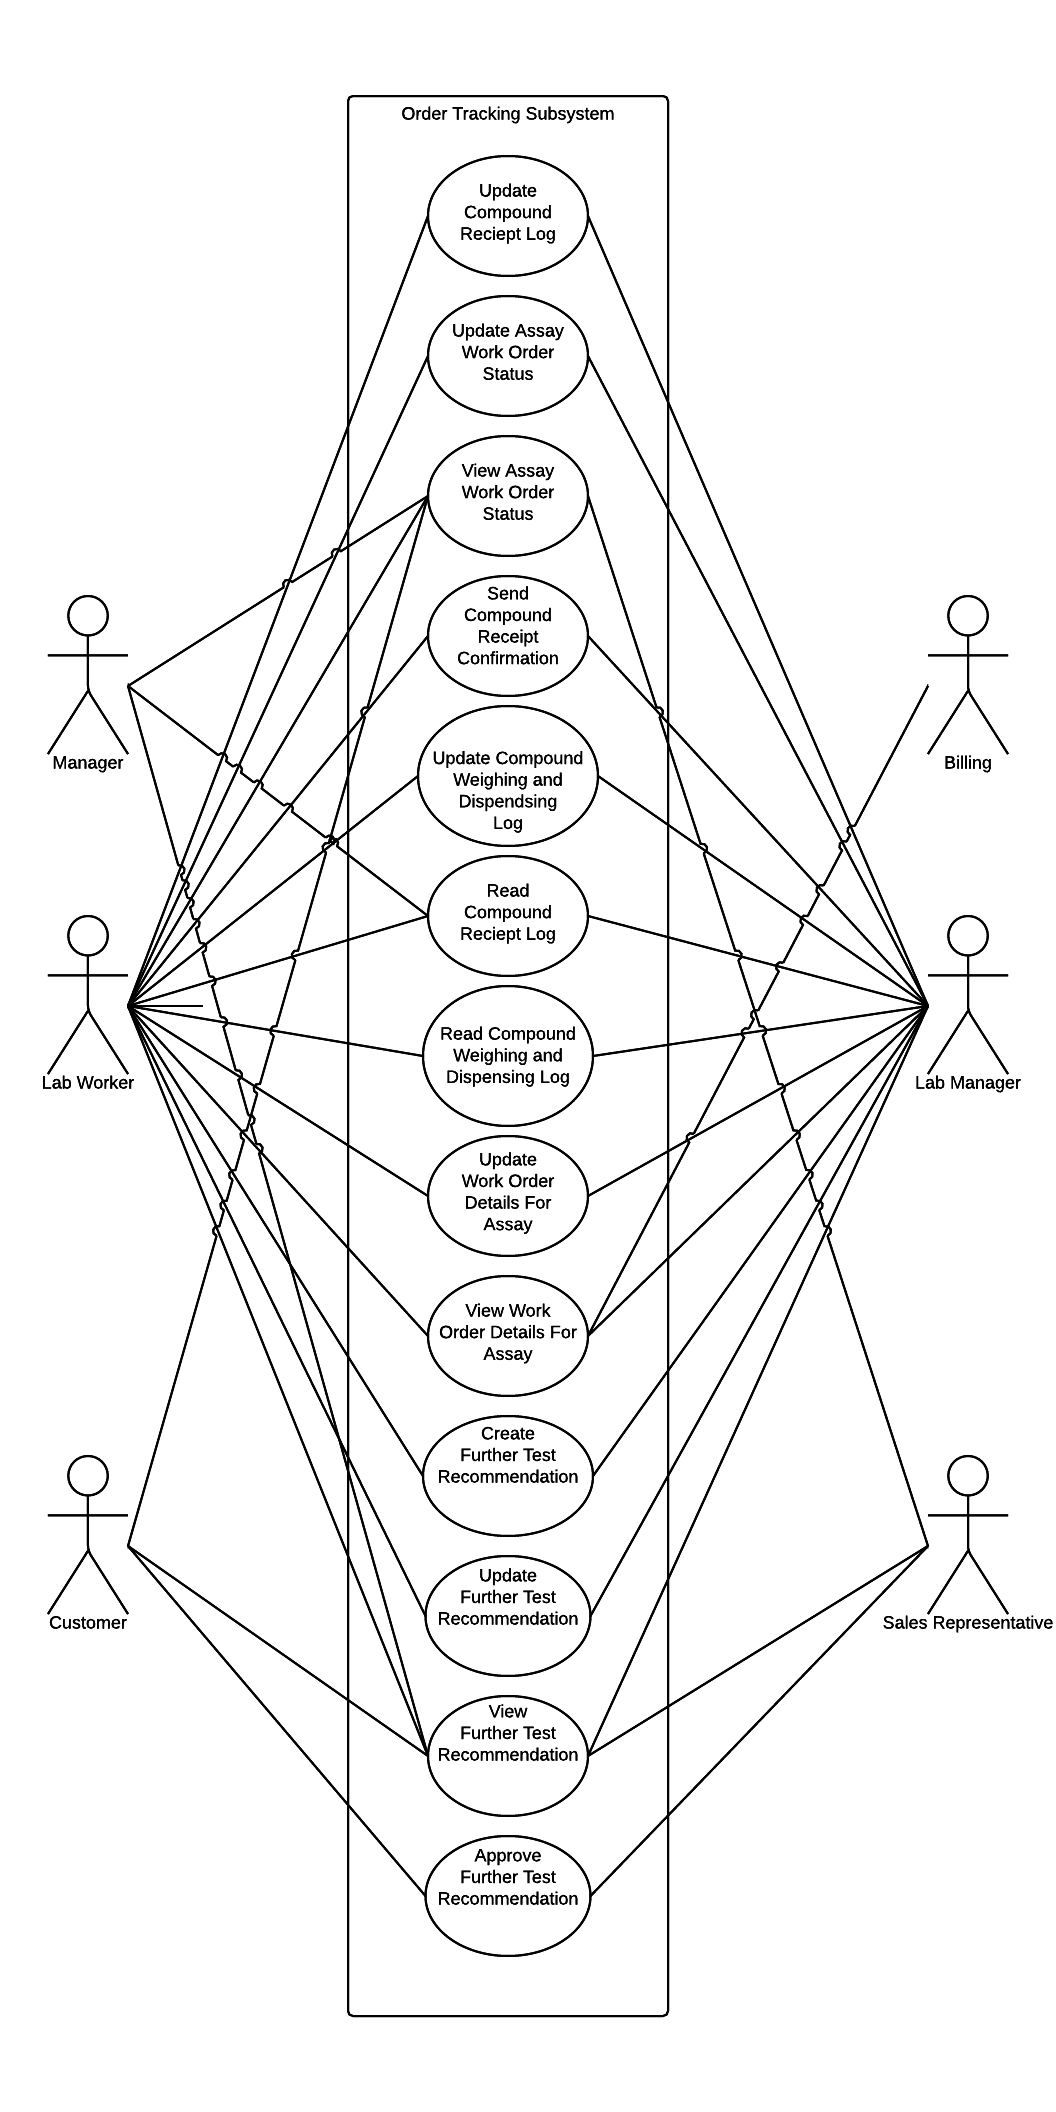 Order Tracking Subsystem
Update
Compound
Reciept Log
Update Assay
Work Order
Status
View Assay
Work Order
Status
Send
Compound
Receipt
Confirmation
Manager
Billing
Update Compound
Weighing and
Dispendsing
Log
Read
Compound
Reciept Log
Lab Worker
Lab Manager
Read Compound
Weighing and
Dispensing Log
Update
Work Order
Details For
Assay
View Work
Order Details For
Assay
Create
Further Test
Recommendation
Customer
Sales Representative
Update
Further Test
Recommendation
View
Further Test
Recommendation
Approve
Further Test
Recommendation